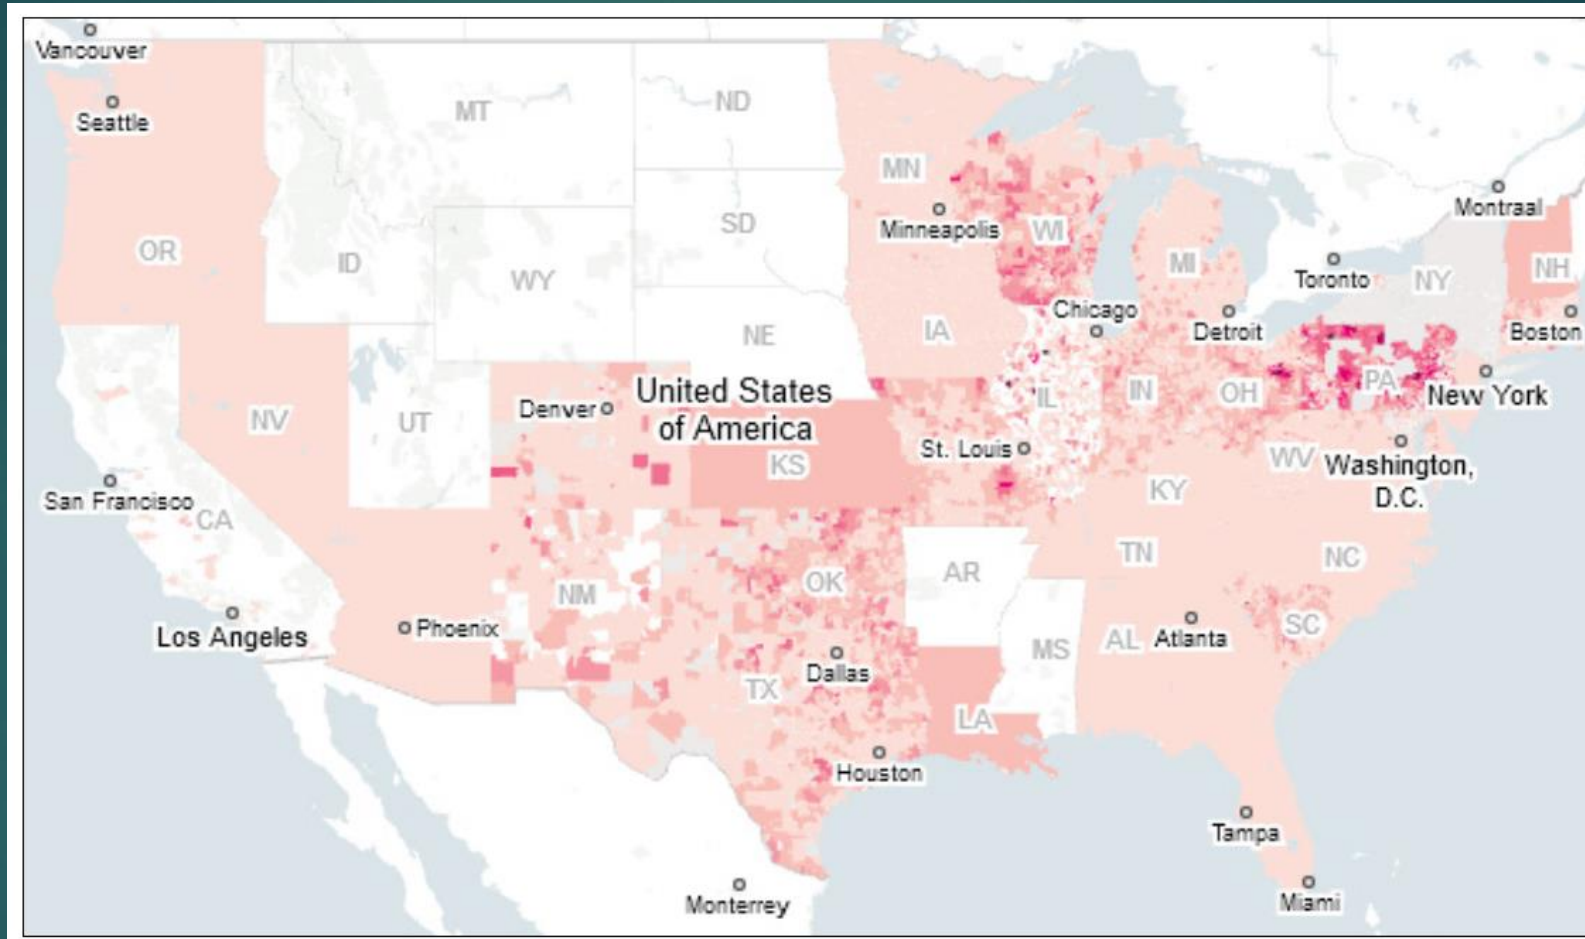 Vancouver
Seattle
MT
ND
MN
Montraal
OR
ID
SD
Minneapolis
WI
WY
MI
Toronto
NY
NH
Chicago
Detroit
Boston
NE
IA
United States
of America
Denver
NV
UT
IL
IN
OH
PA
New York
KS
St. Louis
WV
Washington,
D.C.
San Francisco
CA
KY
TN
NC
AR
NM
OK
Los Angeles
Phoenix
MS
AL
Atlanta
SC
Dallas
TX
LA
Houston
Tampa
Monterrey
Miami